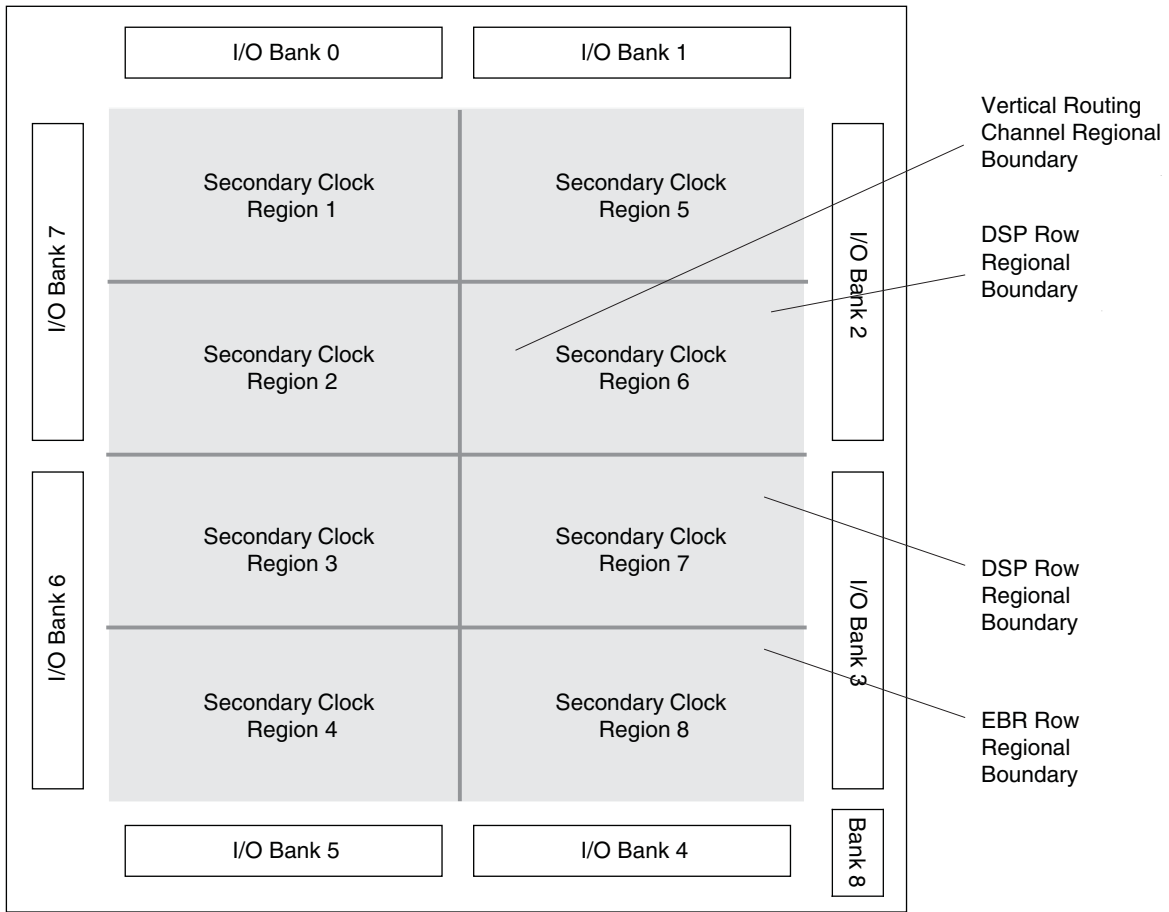 I/O Bank 0
I/O Bank 1
Vertical Routing
Channel Regional
Boundary
Secondary Clock
Region 1
Secondary Clock
Region 5
I/O Bank 7
I/O Bank 2
DSP Row
Regional
Boundary
Secondary Clock
Region 2
Secondary Clock
Region 6
Secondary Clock
Region 3
Secondary Clock
Region 7
I/O Bank 6
I/O Bank 3
DSP Row
Regional
Boundary
Secondary Clock
Region 4
Secondary Clock
Region 8
EBR Row
Regional
Boundary
I/O Bank 5
I/O Bank 4
Bank 8